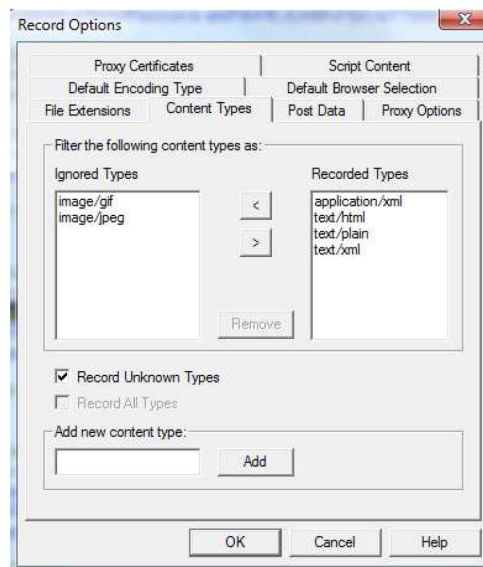 Record Options
Proxy Certificates
Script Content
Default Encoding Type
Default Browser Selection
File Extensions
Content Types
Post Data
Proxy Options
Filter the following content types as:
Ignored Types
Recorded Types
image/gif
image/jpeg
<
>
application/xml
text/html
text/plain
text/xml
Remove
Record Unknown Types
Record All Types
Add new content type:
Add
OK
Cancel
Help